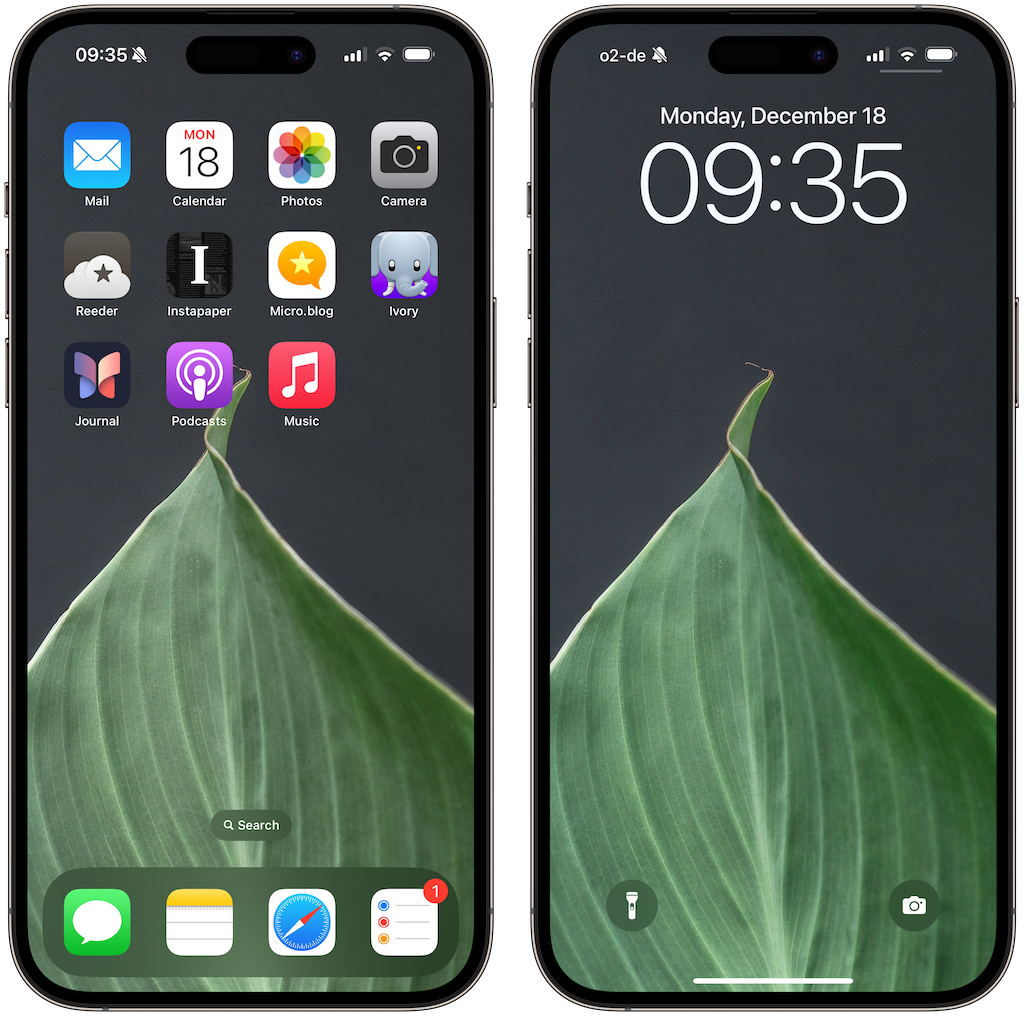 09:35
MON
18
Mail
Calendar
Photos
Camera
I
Reeder
Instapaper
Micro.blog
Ivory
Journal
Podcasts
Music
Search
1
o2-de
Monday, December 18
09:35